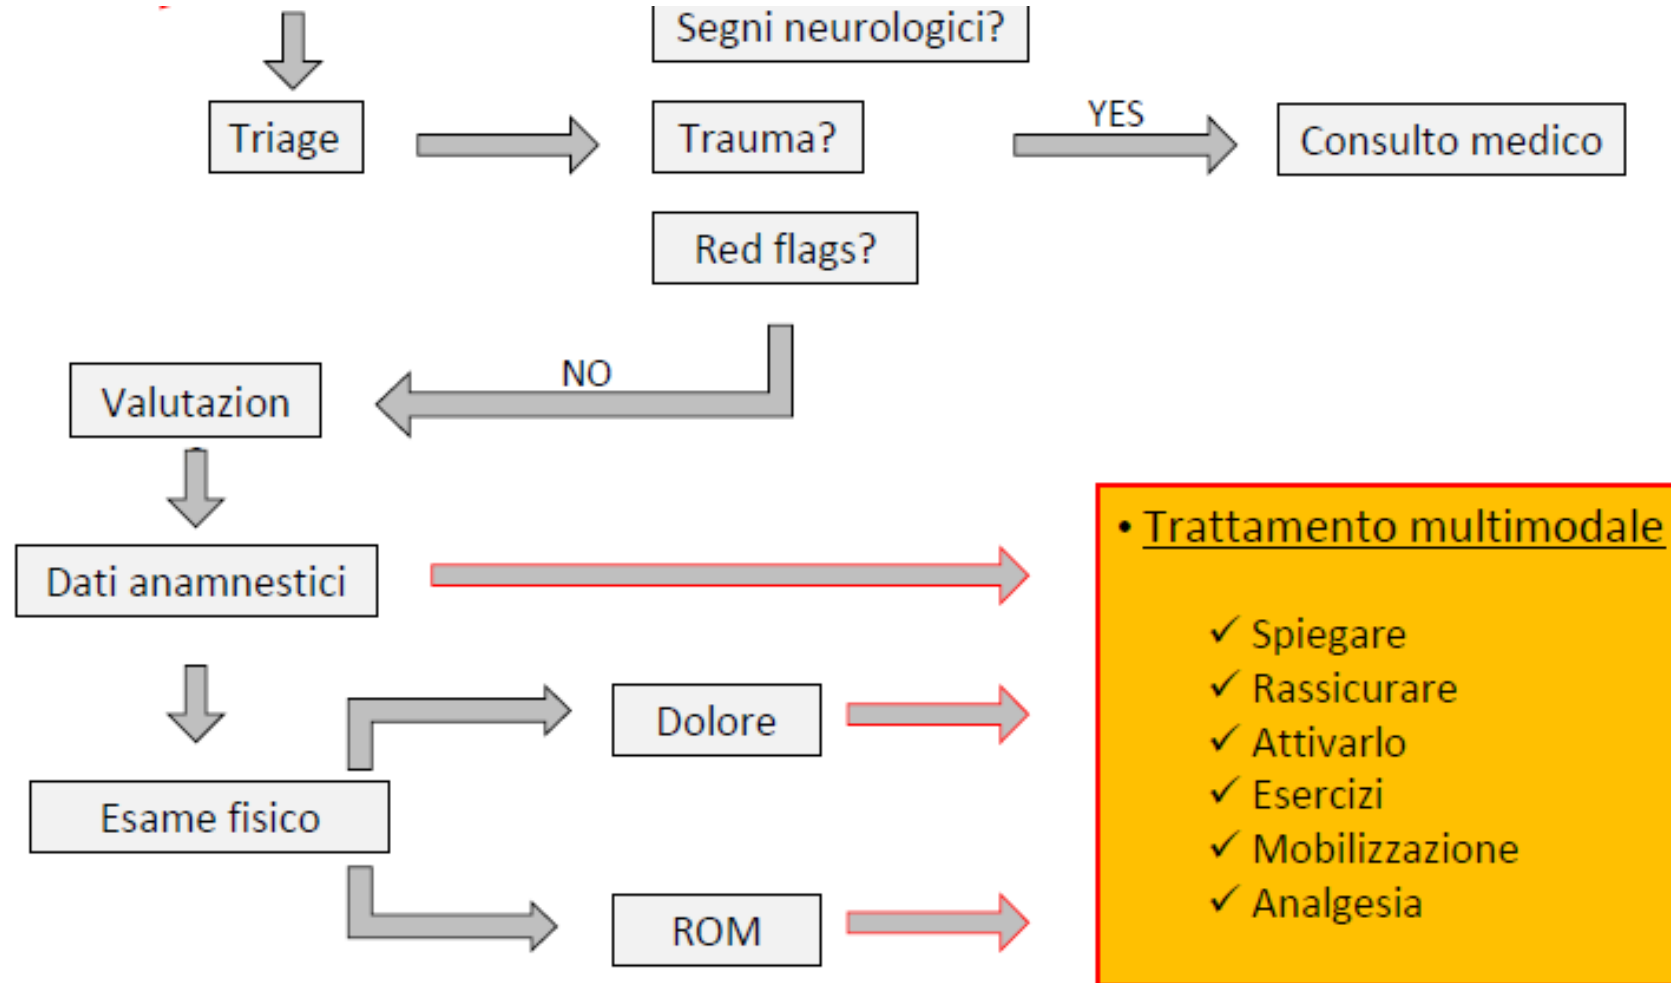 Segni neurologici?
Triage
Trauma?
YES
Consulto medico
Red flags?
NO
Valutazion
Dati anamnestici
Esame fisico
Dolore
ROM
• Trattamento multimodale
✓ Spiegare
✓ Rassicurare
✓ Attivarlo
✓ Esercizi
✓ Mobilizzazione
✓ Analgesia